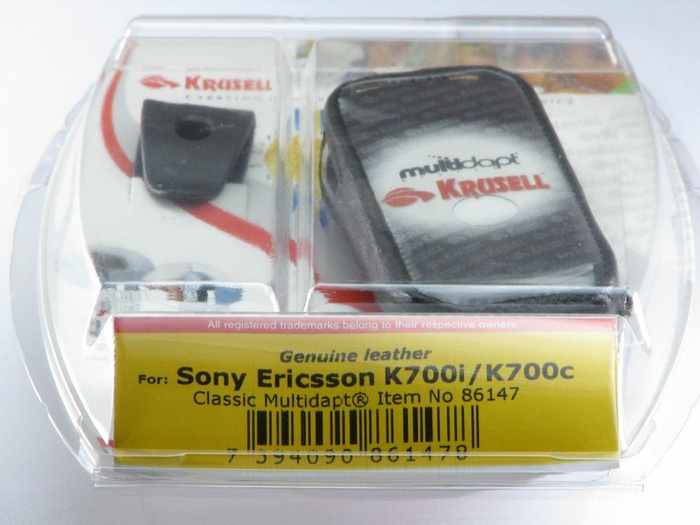 KRUSELL
multidapt
KRUSELL
All registered trademarks belong to their respective owners.
Genuine leather
For: Sony Ericsson K700i/K700c
Classic Multidapt® Item No 86147
7 394090 861478